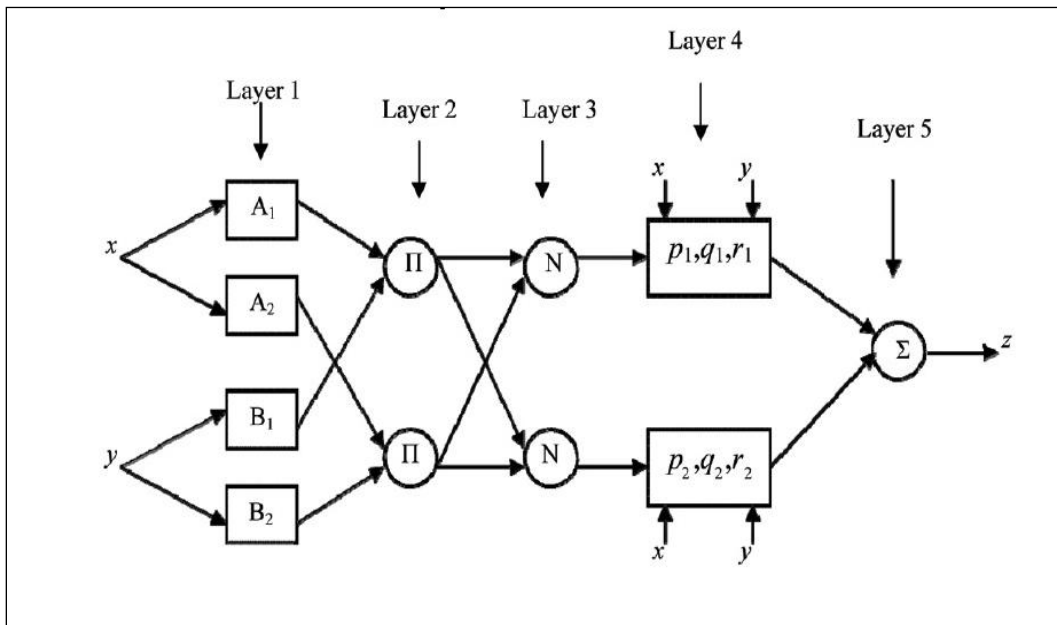 Layer 4
Layer 1
Layer 2
Layer 3
Layer 5
x
y
A₁
x
Π
N
p₁,q₁,r₁
A₂
Σ
z
B₁
y
Π
N
p₂,q₂,r₂
B₂
x
y